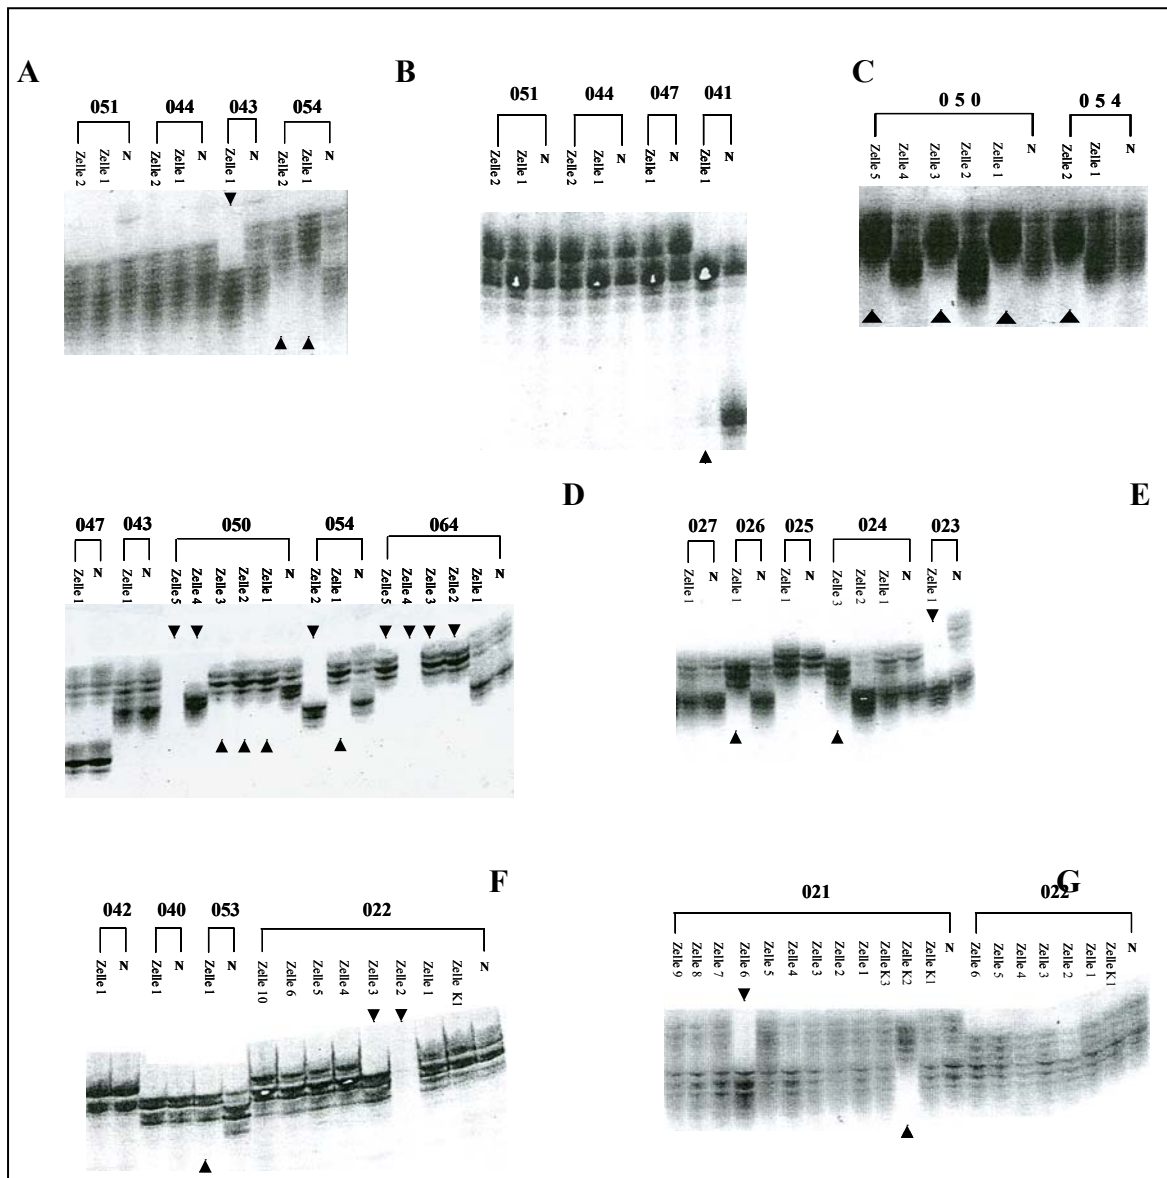 A B C
051 044 043 054
Zelle 2 Zelle 1 N Zelle 2 Zelle 1 N Zelle 1 N Zelle 2 Zelle 1 N
051 044 047 041
Zelle 2 Zelle 1 N Zelle 2 Zelle 1 N Zelle 1 N Zelle 1 N
0 5 0 0 5 4
Zelle 5 Zelle 4 Zelle 3 Zelle 2 Zelle 1 N Zelle 2 Zelle 1 N
D E
047 043 050 054 064
Zelle 1 N Zelle 1 N Zelle 5 Zelle 4 Zelle 3 Zelle 2 Zelle 1 N Zelle 2 Zelle 1 N Zelle 5 Zelle 4 Zelle 3 Zelle 2 Zelle 1 N
027 026 025 024 023
Zelle 1 N Zelle 1 N Zelle 1 N Zelle 3 Zelle 2 Zelle 1 N Zelle 1 N
F G
042 040 053 022
Zelle 1 N Zelle 1 N Zelle 1 N Zelle 10 Zelle 6 Zelle 5 Zelle 4 Zelle 3 Zelle 2 Zelle 1 Zelle K1 N
021 022
Zelle 9 Zelle 8 Zelle 7 Zelle 6 Zelle 5 Zelle 4 Zelle 3 Zelle 2 Zelle 1 Zelle K3 Zelle K2 Zelle K1 N Zelle 6 Zelle 5 Zelle 4 Zelle 3 Zelle 2 Zelle 1 Zelle K1 N